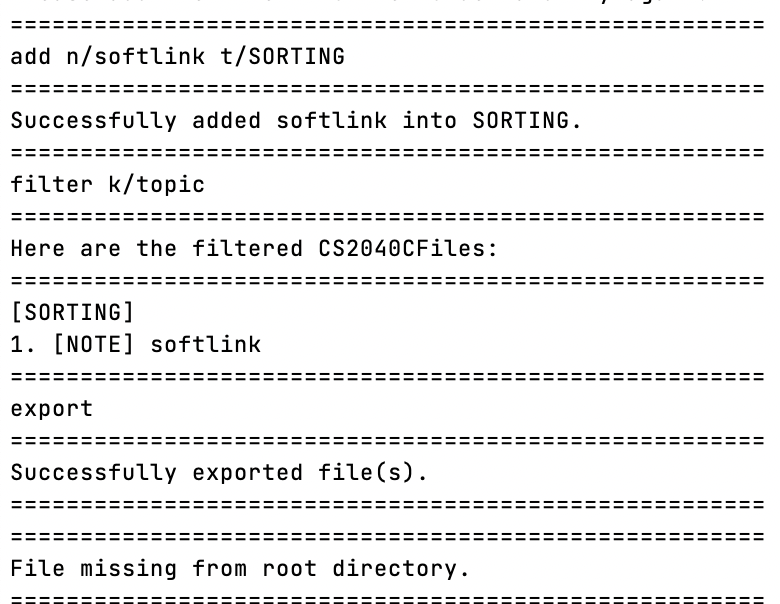 ======================================================
add n/softlink t/SORTING
======================================================
Successfully added softlink into SORTING.
======================================================
filter k/topic
======================================================
Here are the filtered CS2040CFiles:
======================================================
[SORTING]
1. [NOTE] softlink
======================================================
export
======================================================
Successfully exported file(s).
======================================================
======================================================
File missing from root directory.
======================================================